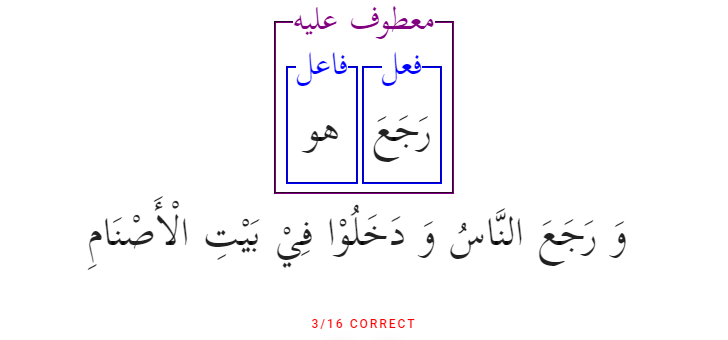 معطوف عليه
فعل فاعل
رَجَعَ هو
وَ رَجَعَ النَّاسُ وَ دَخَلُوْا فِيْ بَيْتِ الْأَصْنَامِ
3/16 CORRECT